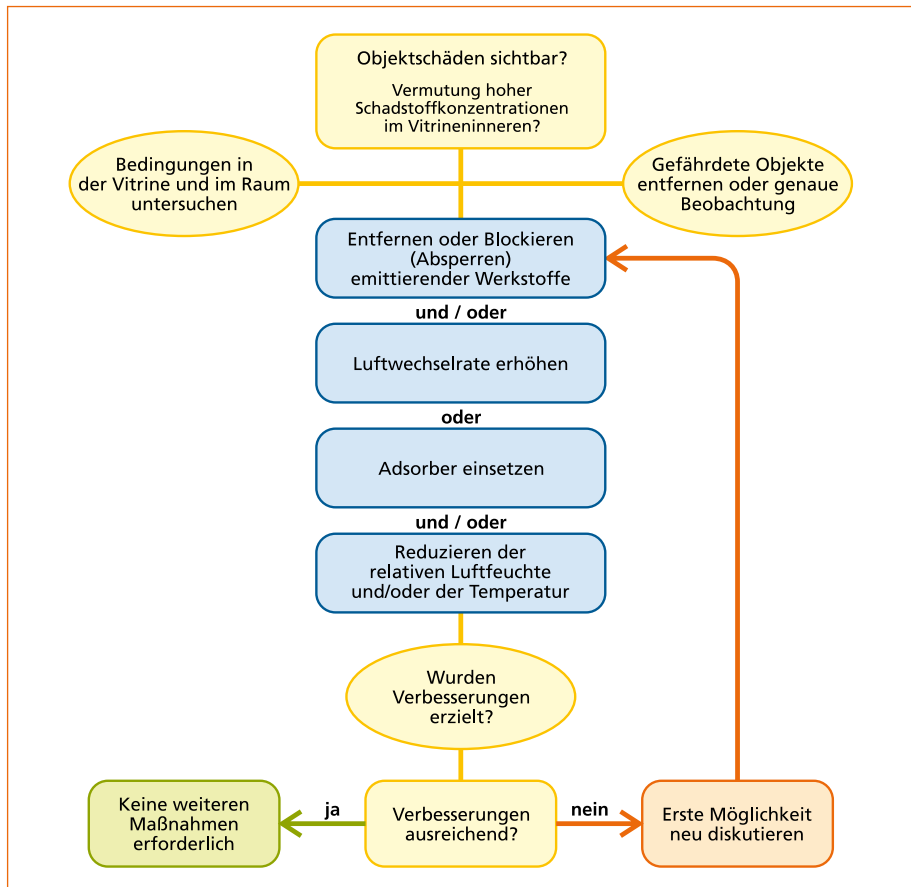 Objektschäden sichtbar?
Vermutung hoher
Schadstoffkonzentrationen
im Vitrineninneren?
Bedingungen in
der Vitrine und im Raum
untersuchen
Gefährdete Objekte
entfernen oder genaue
Beobachtung
Entfernen oder Blockieren
(Absperren)
emittierender Werkstoffe
und / oder
Luftwechselrate erhöhen
oder
Adsorber einsetzen
und / oder
Reduzieren der
relativen Luftfeuchte
und/oder der Temperatur
Wurden
Verbesserungen
erzielt?
Keine weiteren
Maßnahmen
erforderlich
ja
Verbesserungen
ausreichend?
nein
Erste Möglichkeit
neu diskutieren